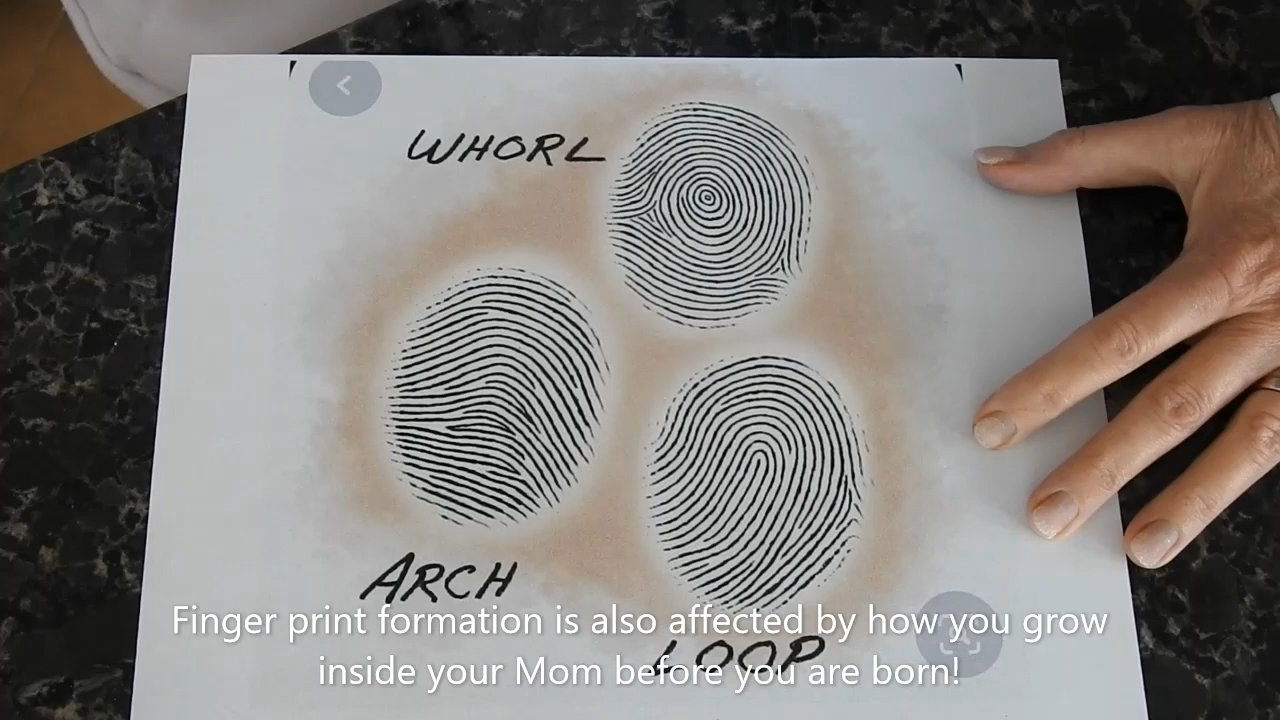 WHORL
ARCH
LOOP
Finger print formation is also affected by how you grow
inside your Mom before you are born!